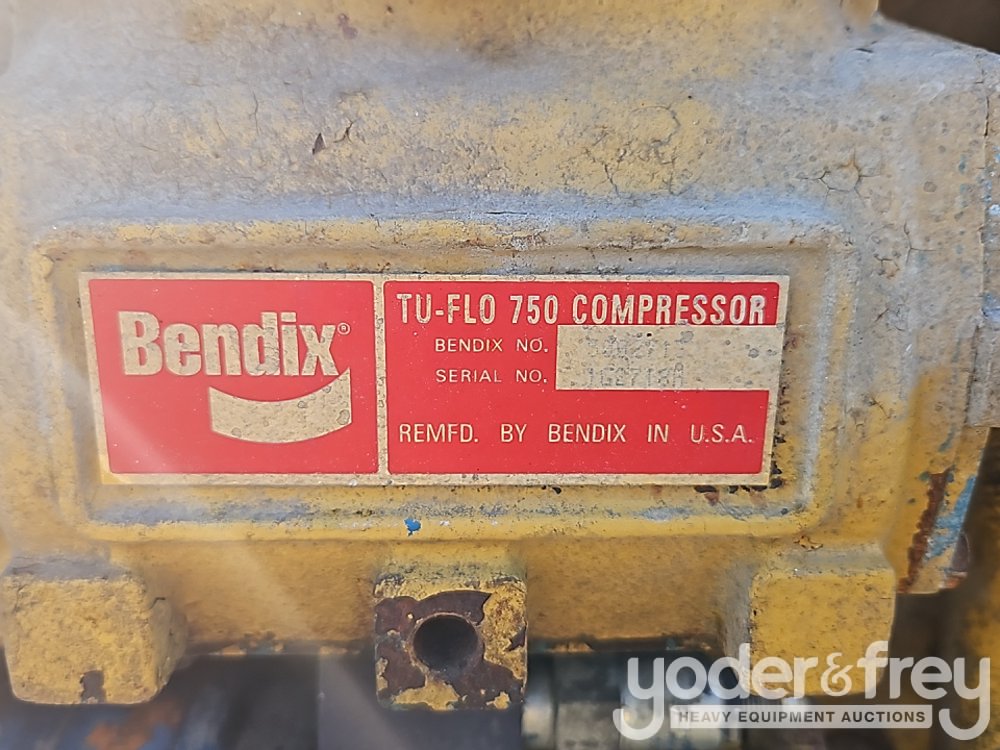 Bendix®
TU-FLO 750 COMPRESSOR
BENDIX NO.
SERIAL NO.
REMFD. BY BENDIX IN U.S.A.
yoder&frey
HEAVY EQUIPMENT AUCTIONS